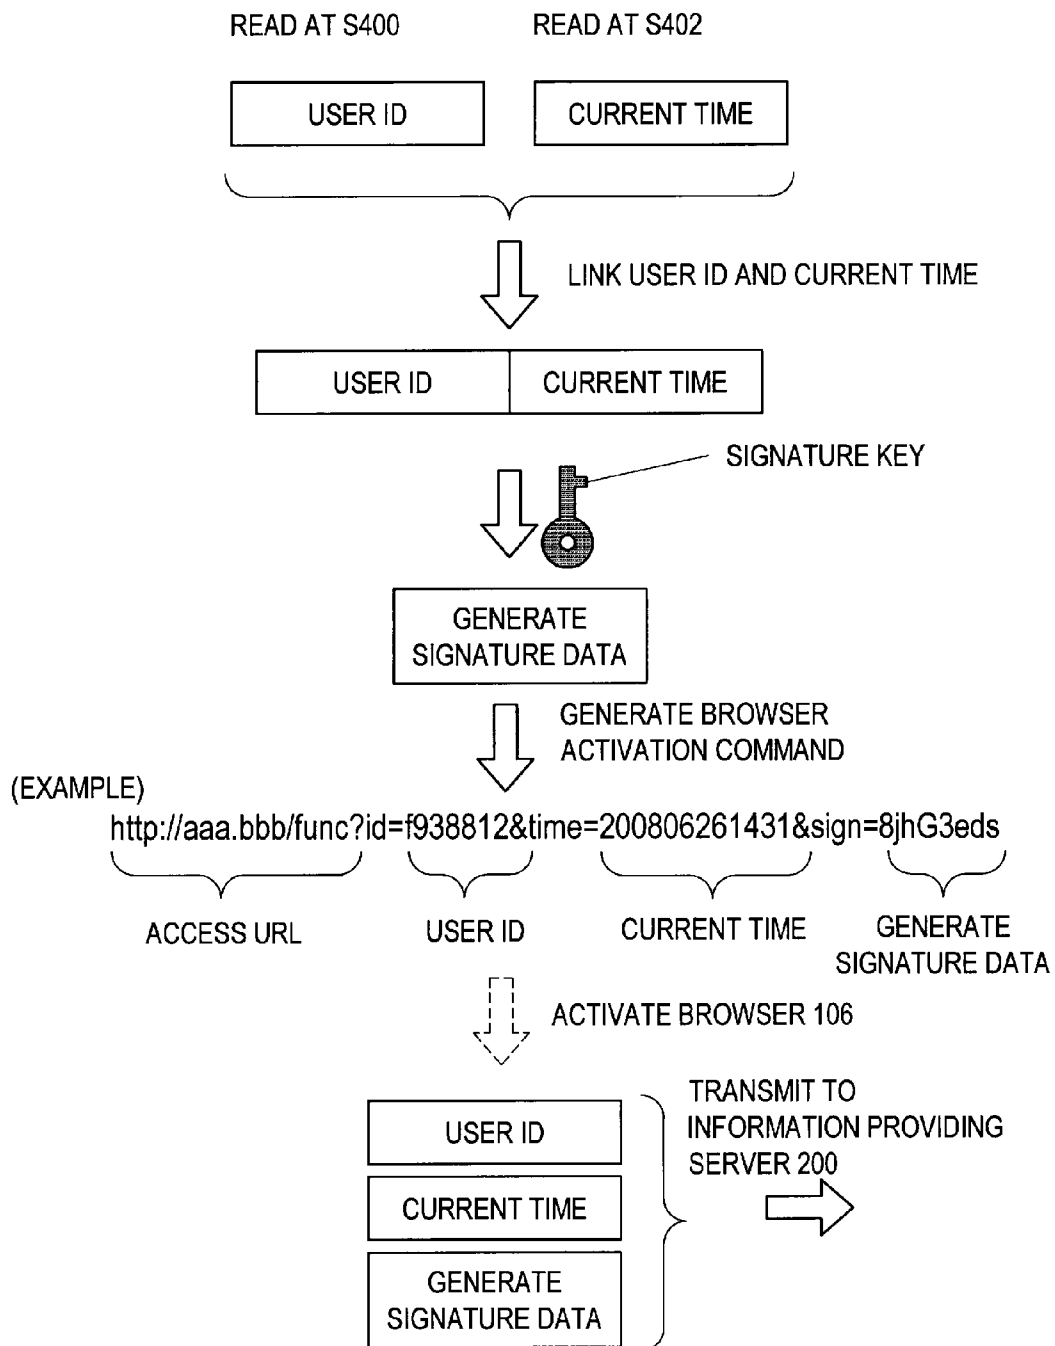 READ AT S400
READ AT S402
USER ID
CURRENT TIME
LINK USER ID AND CURRENT TIME
USER ID
CURRENT TIME
SIGNATURE KEY
GENERATE
SIGNATURE DATA
GENERATE BROWSER
ACTIVATION COMMAND
(EXAMPLE)
http://aaa.bbb/func?id=f938812&time=200806261431&sign=8jhG3eds
ACCESS URL
USER ID
CURRENT TIME
GENERATE
SIGNATURE DATA
ACTIVATE BROWSER 106
USER ID
CURRENT TIME
GENERATE
SIGNATURE DATA
TRANSMIT TO
INFORMATION PROVIDING
SERVER 200